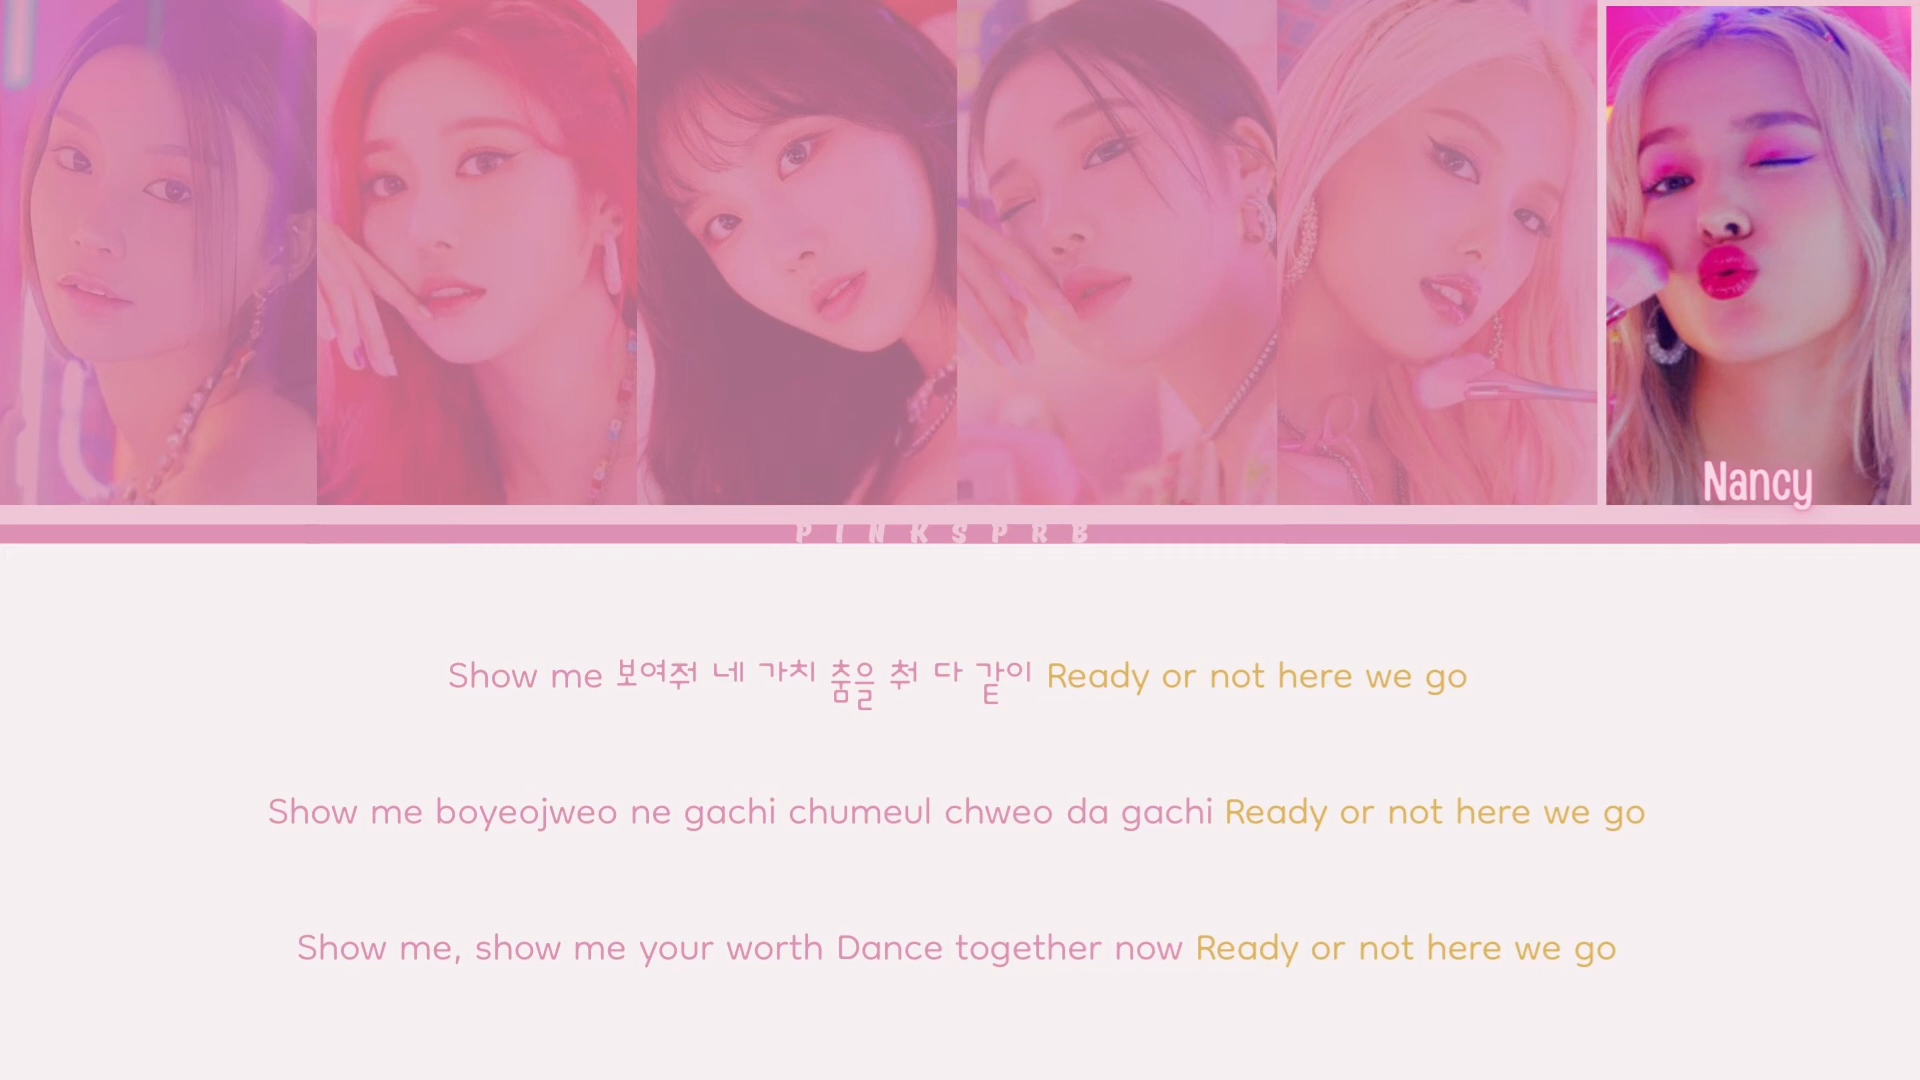 Nancy
PINKSPRB
Show me 보여줘 네 가치 춤을 춰 다 같이 Ready or not here we go
Show me boyeojweo ne gachi chumeul chweo da gachi Ready or not here we go
Show me, show me your worth Dance together now Ready or not here we go